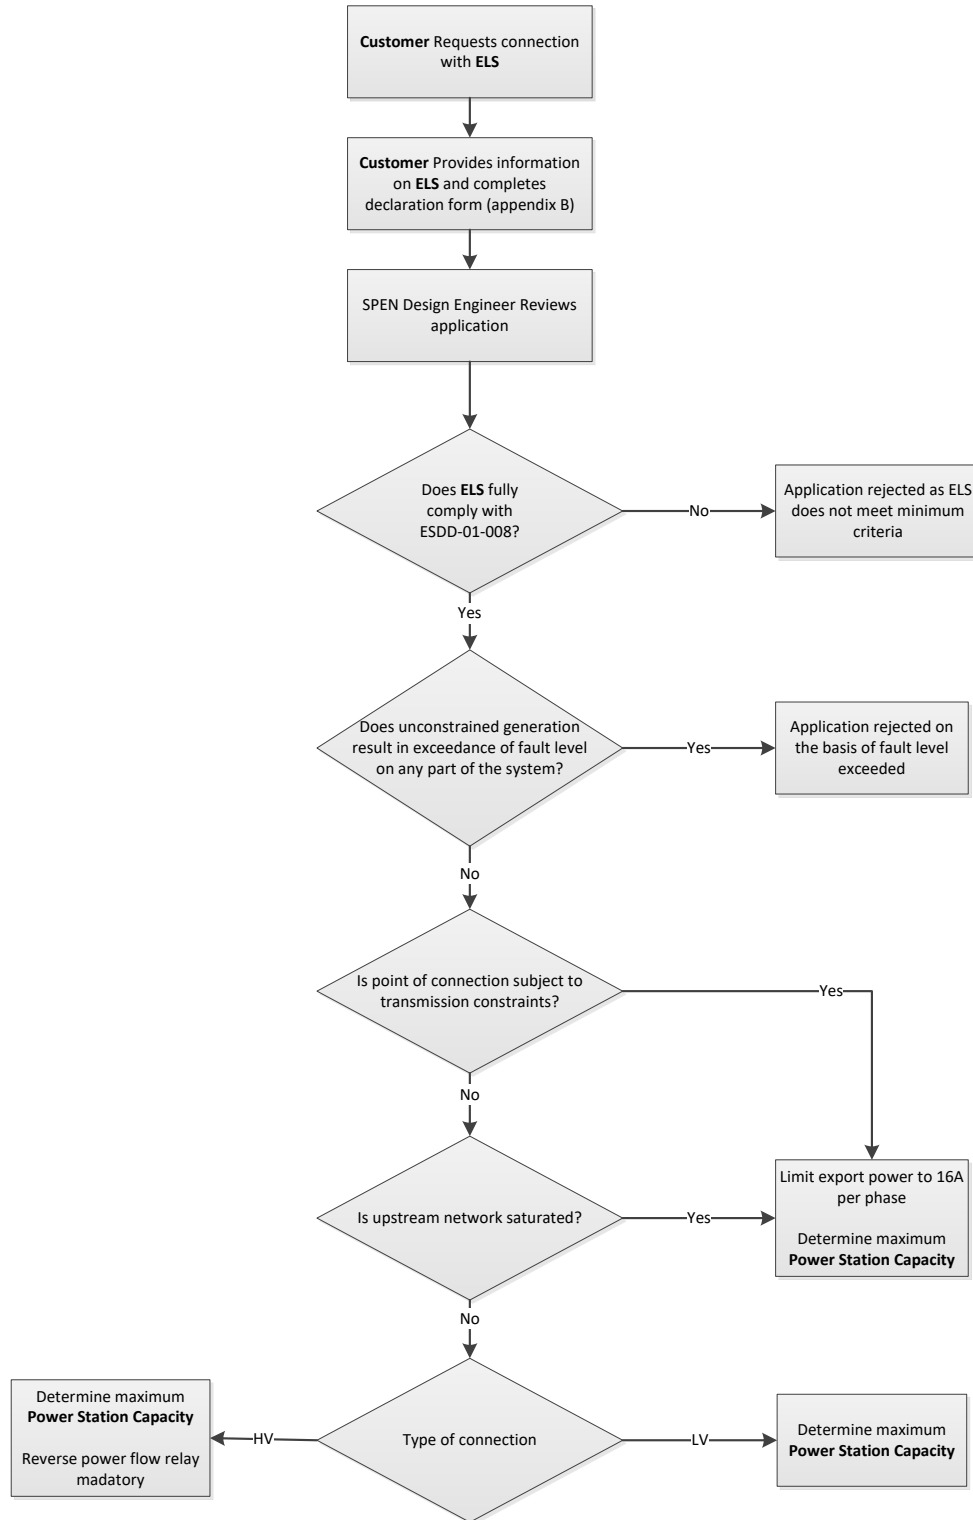 Customer Requests connection
with ELS
Customer Provides information
on ELS and completes
declaration form (appendix B)
SPEN Design Engineer Reviews
application
Does ELS fully
comply with
ESDD-01-008?
No
Application rejected as ELS
does not meet minimum
criteria
Yes
Does unconstrained generation
result in exceedance of fault level
on any part of the system?
Yes
Application rejected on
the basis of fault level
exceeded
No
Is point of connection subject to
transmission constraints?
Yes
No
Is upstream network saturated?
Yes
Limit export power to 16A
per phase
Determine maximum
Power Station Capacity
No
Type of connection
HV
Determine maximum
Power Station Capacity
Reverse power flow relay
madatory
LV
Determine maximum
Power Station Capacity